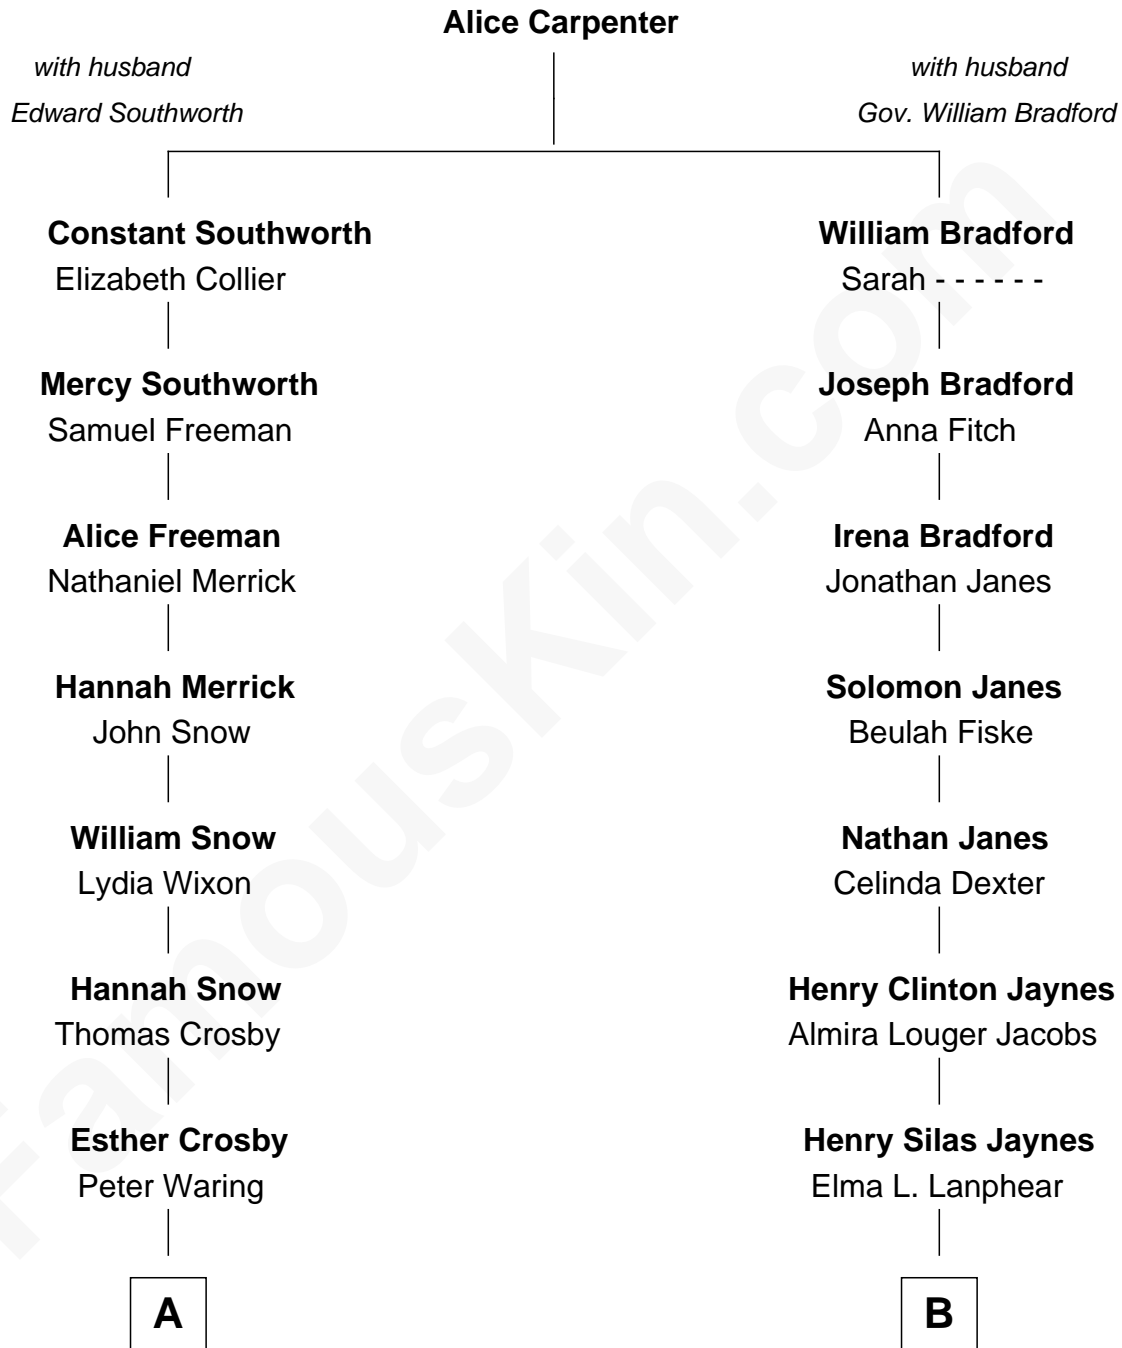 Alice Carpenter
with husband
Edward Southworth
with husband
Gov. William Bradford
Constant Southworth
Elizabeth Collier
William Bradford
Sarah - - - - - -
Mercy Southworth
Samuel Freeman
Joseph Bradford
Anna Fitch
Alice Freeman
Nathaniel Merrick
Irena Bradford
Jonathan Janes
Hannah Merrick
John Snow
Solomon Janes
Beulah Fiske
William Snow
Lydia Wixon
Nathan Janes
Celinda Dexter
Hannah Snow
Thomas Crosby
Henry Clinton Jaynes
Almira Louger Jacobs
Esther Crosby
Peter Waring
Henry Silas Jaynes
Elma L. Lanphear
A
B
FamousKin.com